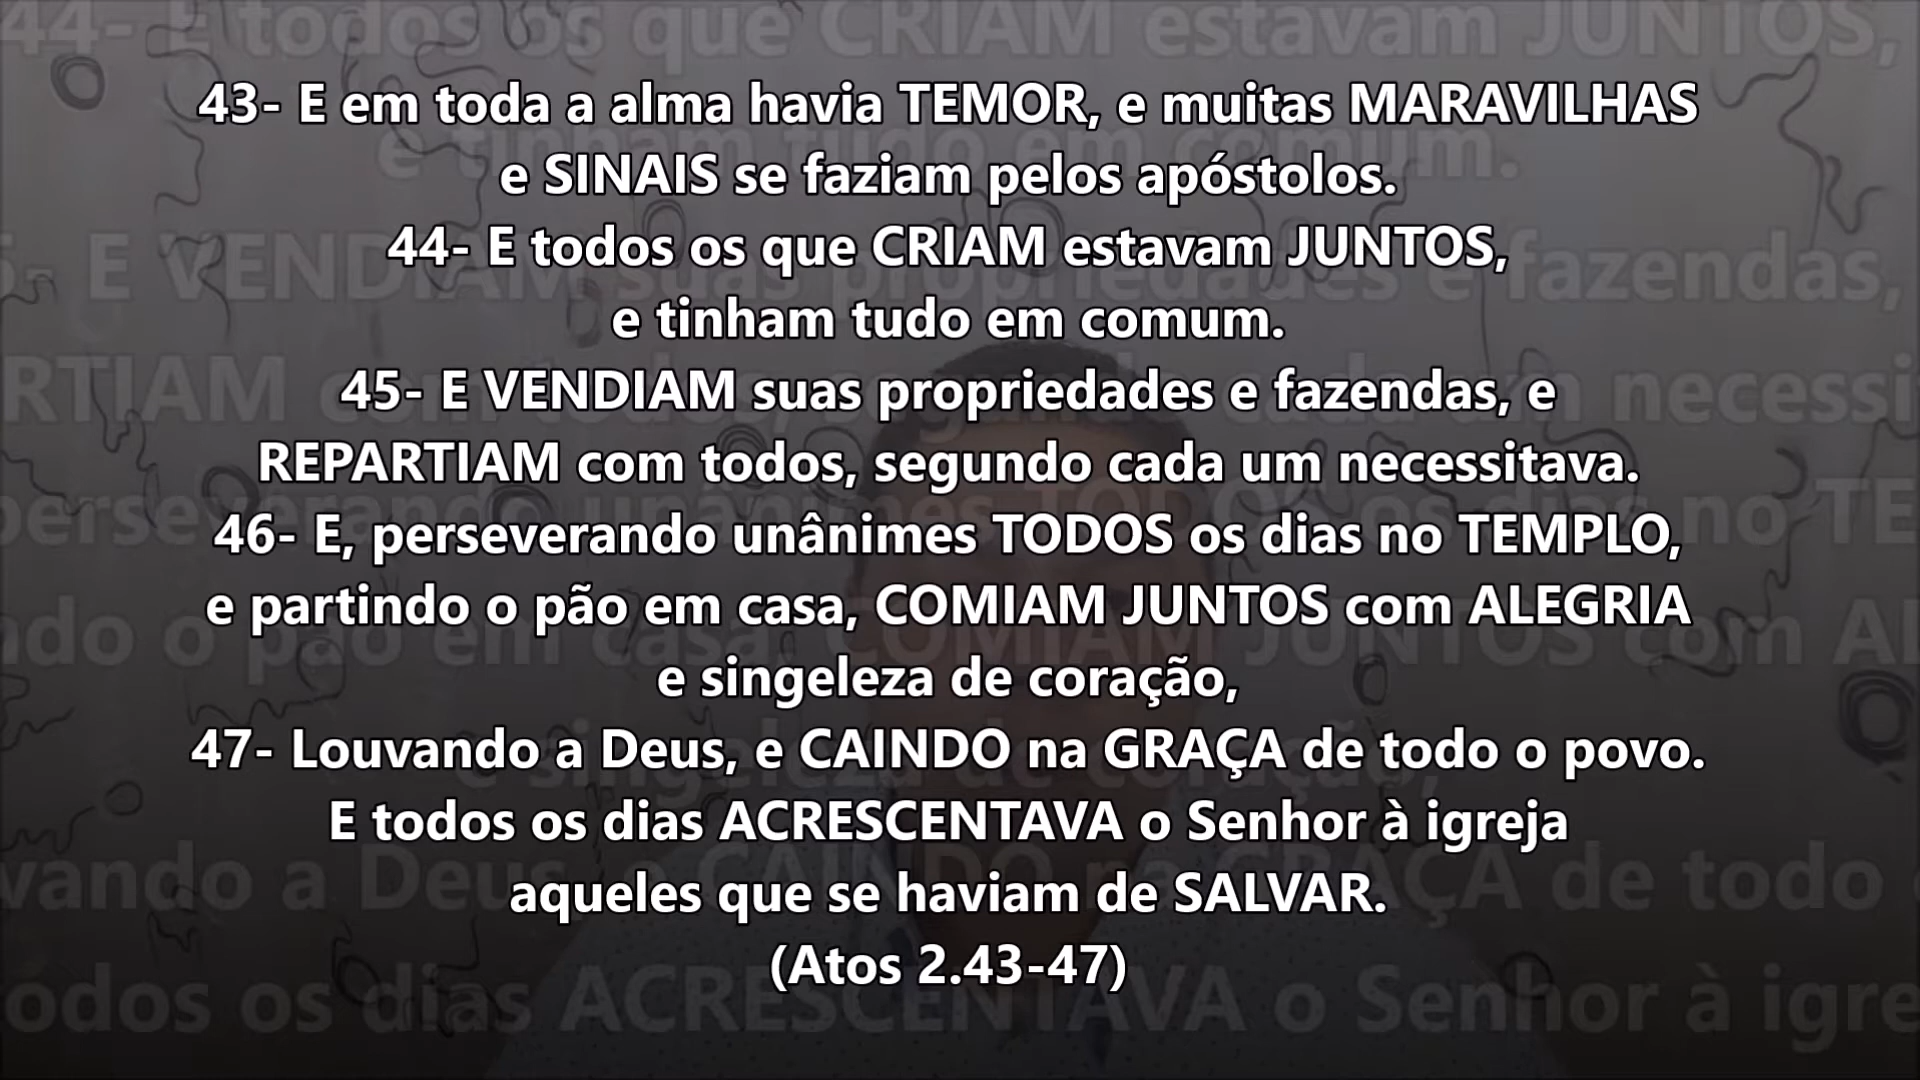 43- E em toda a alma havia TEMOR, e muitas MARAVILHAS
e SINAIS se faziam pelos apóstolos.
44- E todos os que CRIAM estavam JUNTOS,
e tinham tudo em comum.
45- E VENDIAM suas propriedades e fazendas, e
REPARTIAM com todos, segundo cada um necessitava.
46- E, perseverando unânimes TODOS os dias no TEMPLO,
e partindo o pão em casa, COMIAM JUNTOS com ALEGRIA
e singeleza de coração,
47- Louvando a Deus, e CAINDO na GRAÇA de todo o povo.
E todos os dias ACRESCENTAVA o Senhor à igreja
aqueles que se haviam de SALVAR.
(Atos 2.43-47)